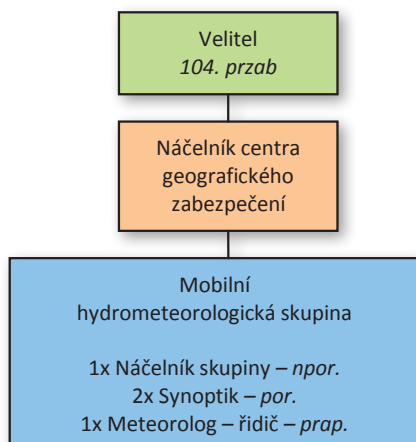 Velitel
104. przab
Náčelník centra
geografického
zabezpečení
Mobilní
hydrometeorologická skupina
1x Náčelník skupiny – npor.
2x Synoptik – por.
1x Meteorolog – řidič – prap.